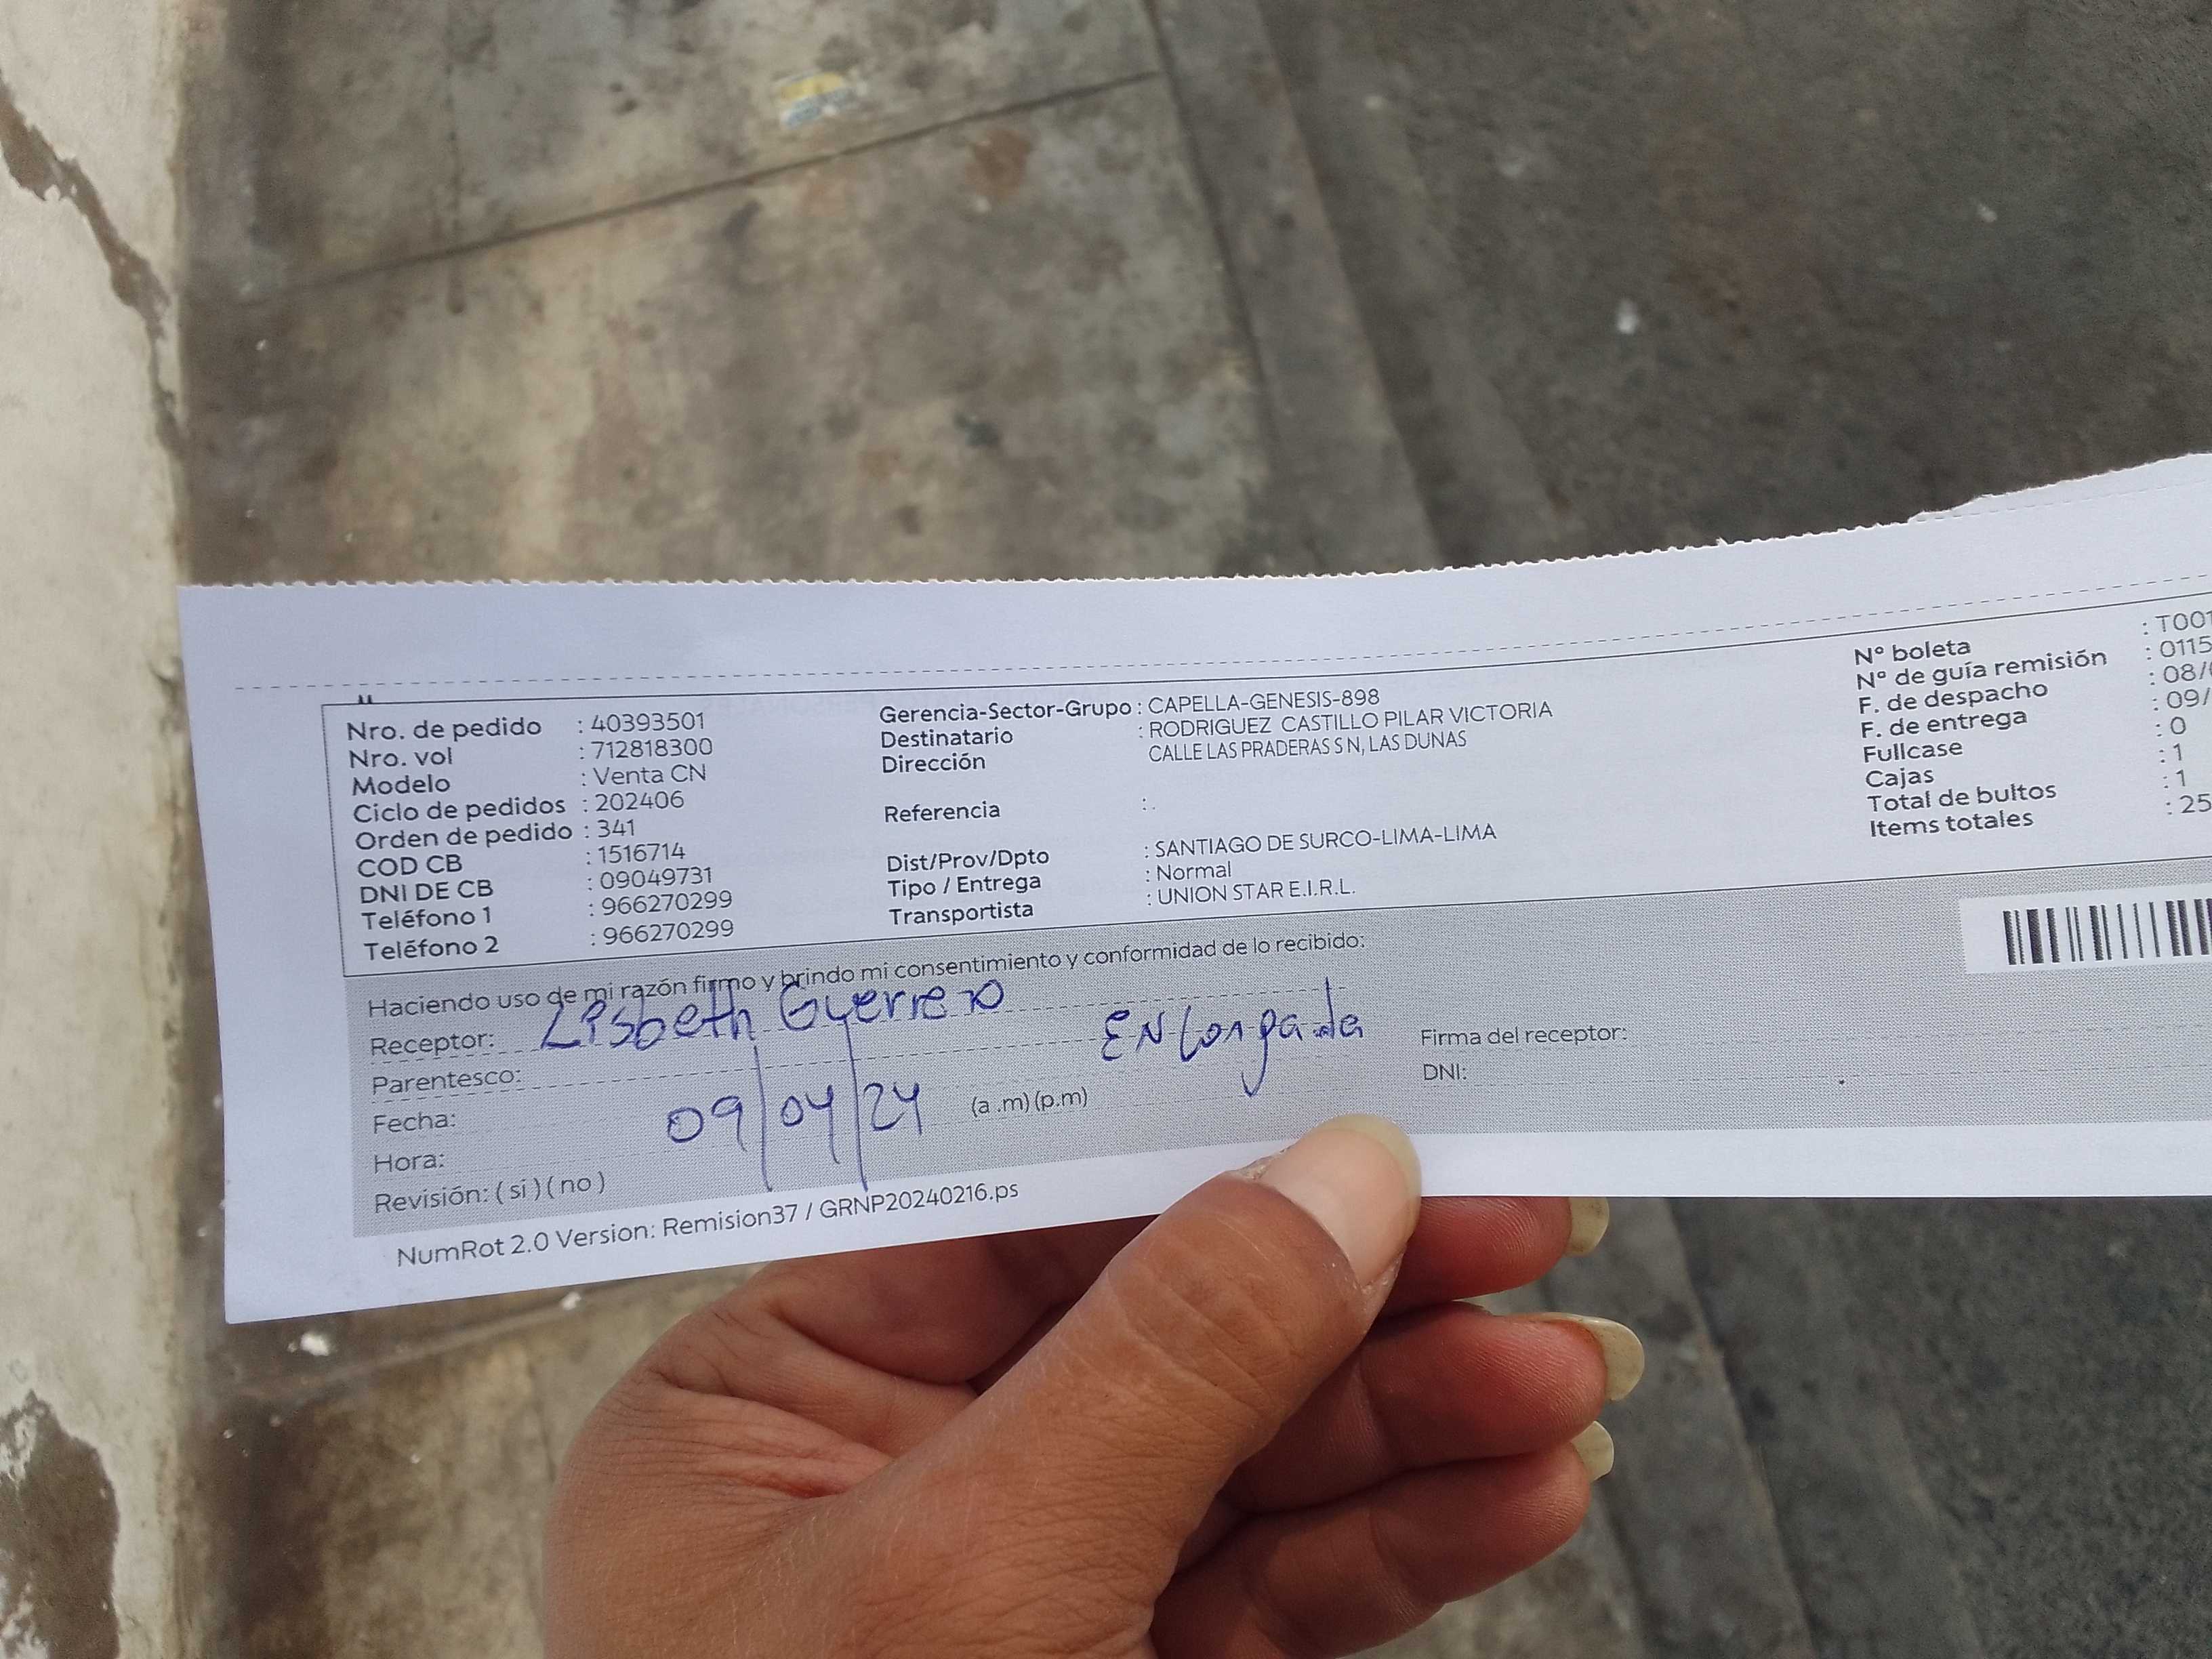 Nro. de pedido : 40393501
Nro. vol : 712818300
Modelo : Venta CN
Ciclo de pedidos : 202406
Orden de pedido : 341
COD CB : 1516714
DNI DE CB : 09049731
Teléfono 1 : 966270299
Teléfono 2 : 966270299
Gerencia-Sector-Grupo : CAPELLA-GENESIS-898
Destinatario : RODRIGUEZ CASTILLO PILAR VICTORIA
Dirección CALLE LAS PRADERAS S N, LAS DUNAS
Referencia : .
Dist/Prov/Dpto : SANTIAGO DE SURCO-LIMA-LIMA
Tipo / Entrega : Normal
Transportista : UNION STAR E.I.R.L.
N° boleta : T001
N° de guía remisión : 0115
F. de despacho : 08/
F. de entrega : 09/
Fullcase : 0
Cajas : 1
Total de bultos : 1
Items totales : 25
Haciendo uso de mi razón firmo y brindo mi consentimiento y conformidad de lo recibido:
Receptor: Lisbeth Guerrero
Parentesco:
Fecha: 09/04/24 (a .m) (p.m)
Hora:
Revisión: ( si ) ( no )
Firma del receptor:
DNI:
NumRot 2.0 Version: Remision37 / GRNP20240216.ps